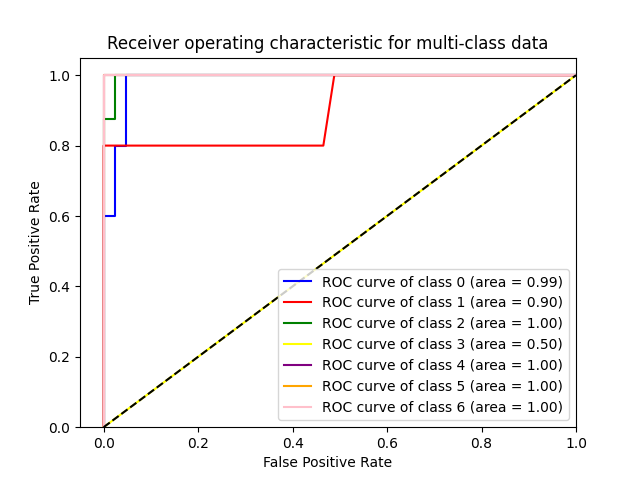 Receiver operating characteristic for multi-class data
True Positive Rate
1.0
0.8
0.6
0.4
0.2
0.0
ROC curve of class 0 (area = 0.99)
ROC curve of class 1 (area = 0.90)
ROC curve of class 2 (area = 1.00)
ROC curve of class 3 (area = 0.50)
ROC curve of class 4 (area = 1.00)
ROC curve of class 5 (area = 1.00)
ROC curve of class 6 (area = 1.00)
0.0 0.2 0.4 0.6 0.8 1.0
False Positive Rate